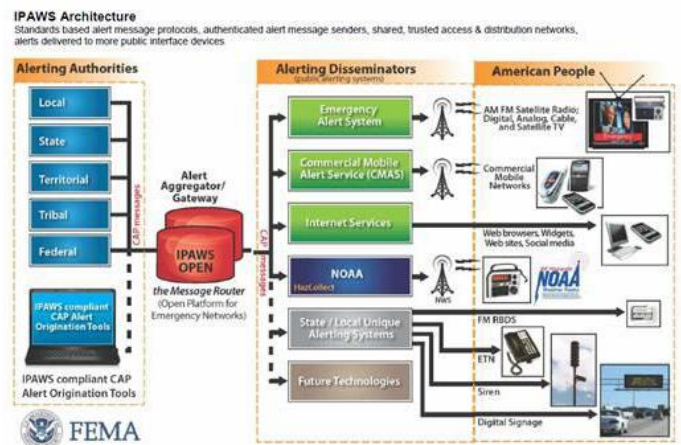 IPAWS Architecture
Standards based alert message protocols, authenticated alert message senders, shared, trusted access & distribution networks,
alerts delivered to more public interface devices
Alerting Authorities
Local
State
Territorial
Tribal
Federal
CAP messages
IPAWS compliant
CAP Alert
Origination Tools
IPAWS compliant CAP
Alert Origination Tools
FEMA
Alert
Aggregator/
Gateway
IPAWS
OPEN
the Message Router
(Open Platform for
Emergency Networks)
CAP messages
Alerting Disseminators
(public alerting systems)
Emergency
Alert System
Commercial Mobile
Alert Service (CMAS)
Internet Services
NOAA
HazCollect
NWS
State / Local Unique
Alerting Systems
Future Technologies
American People
AM FM Satellite Radio;
Digital, Analog, Cable,
and Satellite TV
Emergency
Commercial
Mobile
Networks
Web browsers, Widgets,
Web sites, Social media
NOAA
FM RBDS
ETN
Siren
Digital Signage